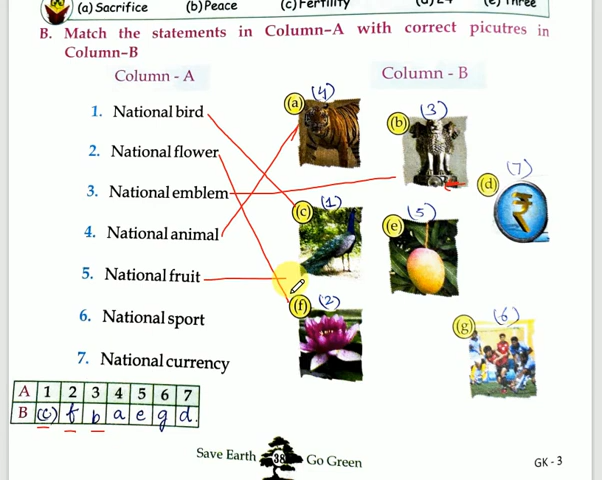 (a) Sacrifice (b) Peace (c) Fertility (d) 24 (e) Three
B. Match the statements in Column-A with correct picutres in
Column-B
Column - A Column - B
1. National bird
2. National flower
3. National emblem
4. National animal
5. National fruit
6. National sport
7. National currency
(a) (4)
(b) (3)
(d) (7)
(c) (1)
(e) (5)
(f) (2)
(g) (6)
A 1 2 3 4 5 6 7
B (c) f b a e g d
Save Earth 38 Go Green
GK - 3